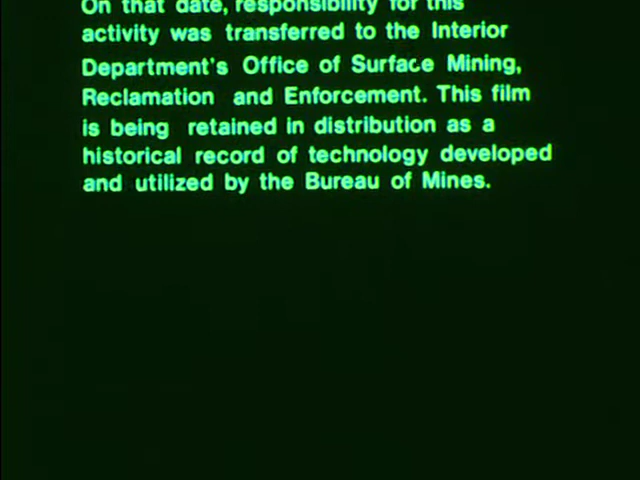 On that date, responsibility for this
activity was transferred to the Interior
Department's Office of Surface Mining,
Reclamation and Enforcement. This film
is being retained in distribution as a
historical record of technology developed
and utilized by the Bureau of Mines.